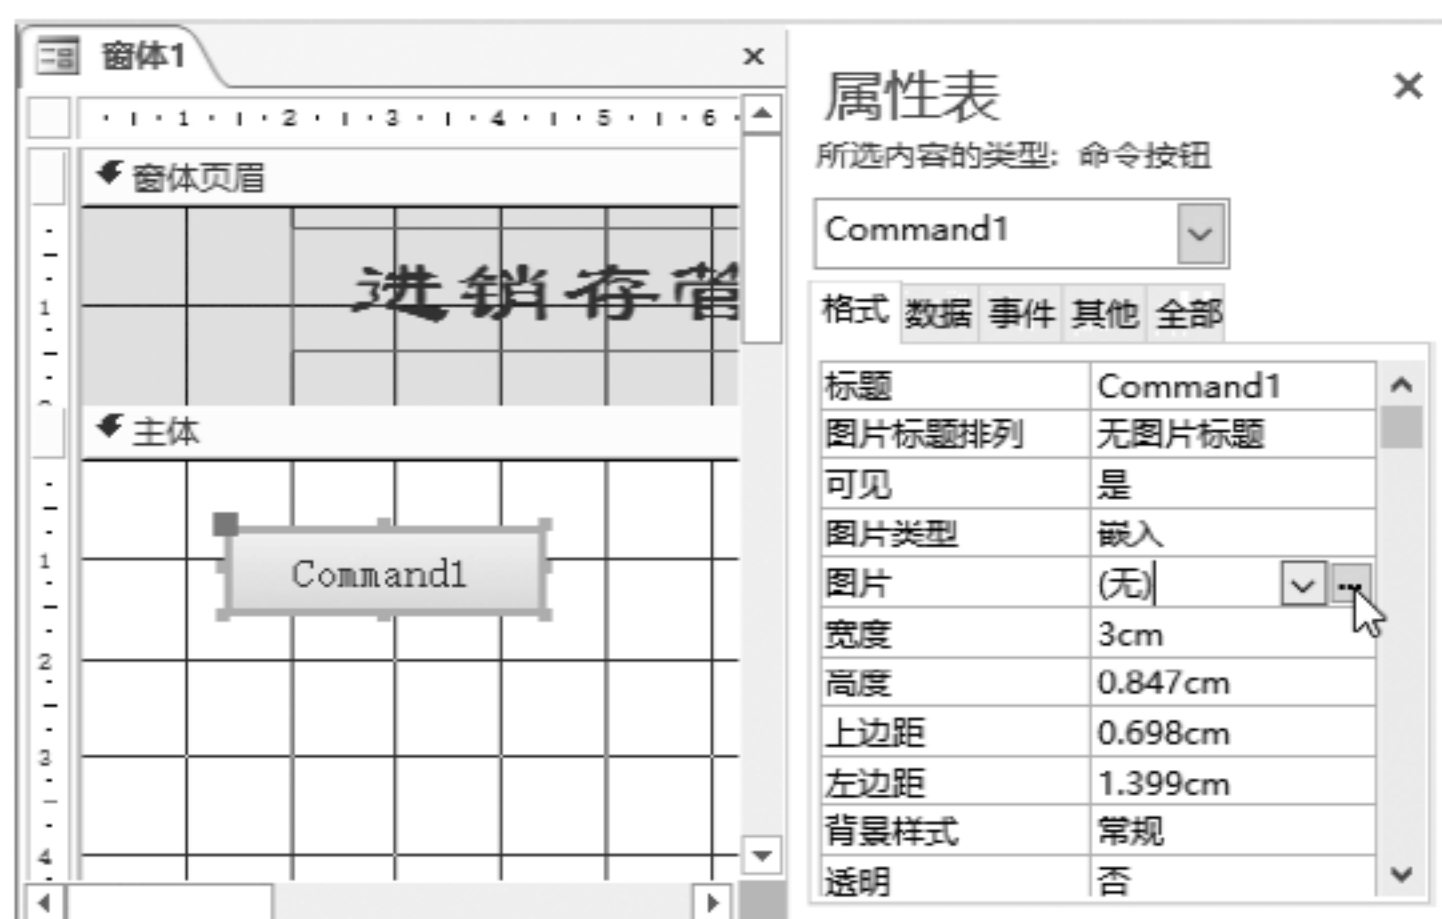 窗体1
1 2 3 4 5 6
窗体页眉
1
进销存管
主体
Command1
1
2
3
4
属性表
所选内容的类型: 命令按钮
Command1
格式 数据 事件 其他 全部
标题 Command1
图片标题排列 无图片标题
可见 是
图片类型 嵌入
图片 (无) ...
宽度 3cm
高度 0.847cm
上边距 0.698cm
左边距 1.399cm
背景样式 常规
透明 否